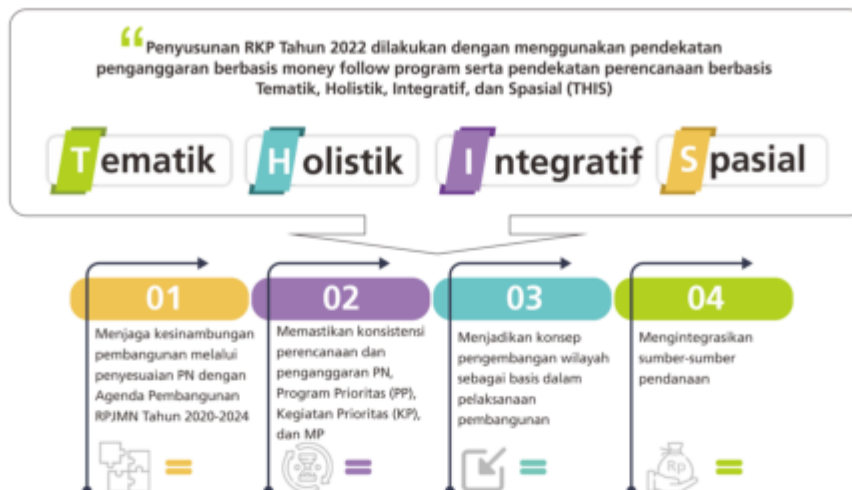 “Penyusunan RKP Tahun 2022 dilakukan dengan menggunakan pendekatan
penganggaran berbasis money follow program serta pendekatan perencanaan berbasis
Tematik, Holistik, Integratif, dan Spasial (THIS)
Tematik Holistik Integratif Spasial
01
Menjaga kesinambungan
pembangunan melalui
penyesuaian PN dengan
Agenda Pembangunan
RPJMN Tahun 2020-2024
02
Memastikan konsistensi
perencanaan dan
penganggaran PN,
Program Prioritas (PP),
Kegiatan Prioritas (KP),
dan MP
03
Menjadikan konsep
pengembangan wilayah
sebagai basis dalam
pelaksanaan
pembangunan
04
Mengintegrasikan
sumber-sumber
pendanaan
Rp